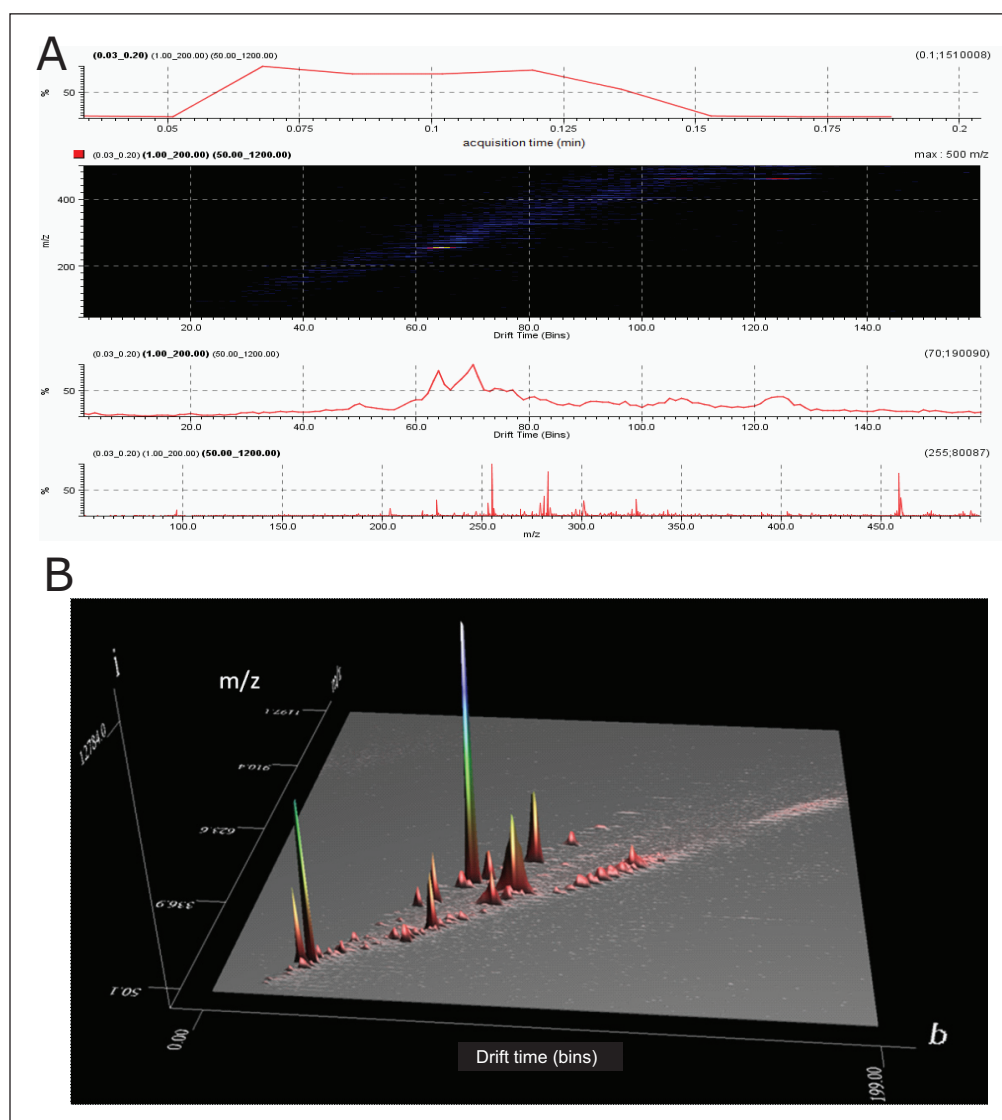 A
(0.03_0.20) (1.00_200.00) (50.00_1200.00) (0.1;1510008)
50
%
0.05 0.075 0.1 0.125 0.15 0.175 0.2
acquisition time (min)
(0.03_0.20) (1.00_200.00) (50.00_1200.00) max : 500 m/z
400
m/z
200
20.0 40.0 60.0 80.0 100.0 120.0 140.0
Drift Time (Bins)
(0.03_0.20) (1.00_200.00) (50.00_1200.00) (70;190090)
50
%
20.0 40.0 60.0 80.0 100.0 120.0 140.0
Drift Time (Bins)
(0.03_0.20) (1.00_200.00) (50.00_1200.00) (255;80087)
50
%
100.0 150.0 200.0 250.0 300.0 350.0 400.0 450.0
m/z
B
i
m/z
m/z
12784.0
1197.1
910.4
623.6
336.9
50.1
0.00
Drift time (bins)
b
199.00